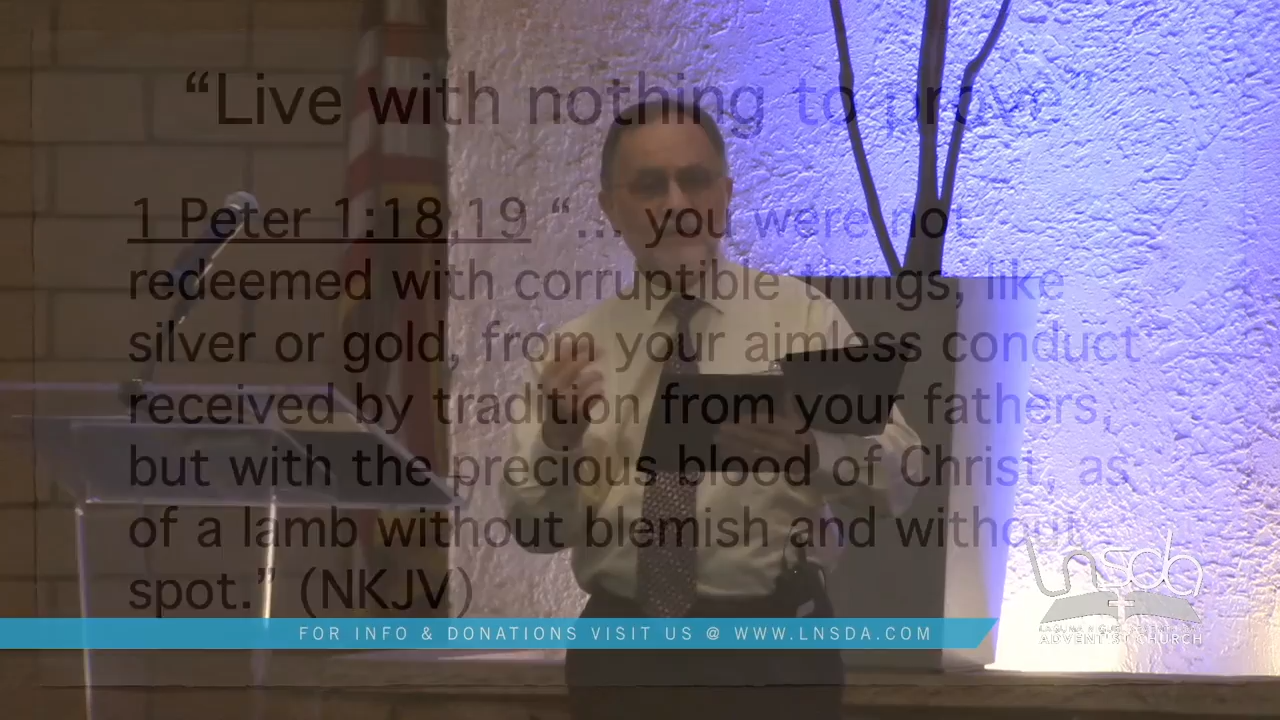 “Live with nothing to prove”
1 Peter 1:18,19 “... you were not
redeemed with corruptible things, like
silver or gold, from your aimless conduct
received by tradition from your fathers,
but with the precious blood of Christ, as
of a lamb without blemish and without
spot.” (NKJV)
FOR INFO & DONATIONS VISIT US @ WWW.LNSDA.COM
lnsda
ADVENTIST CHURCH